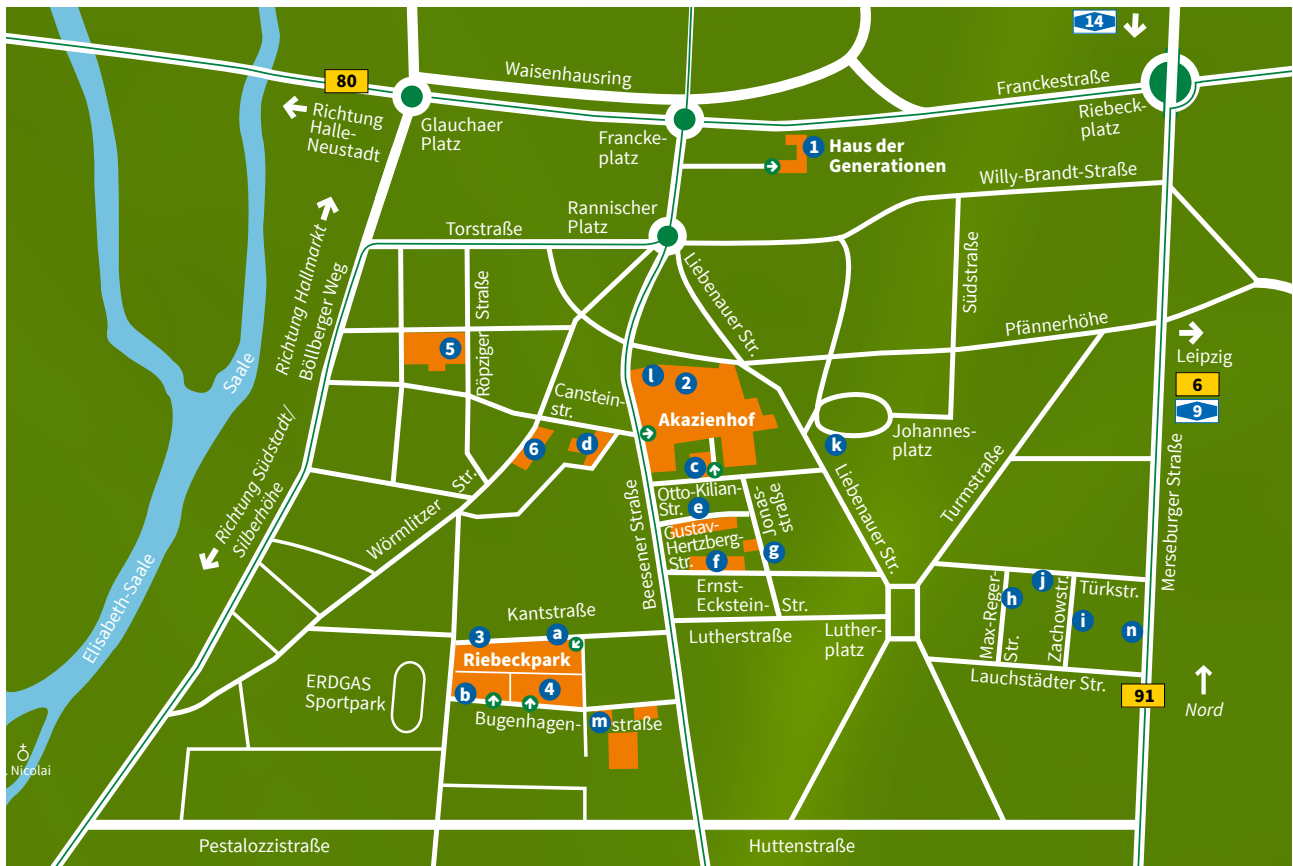 14
Waisenhausring
Franckestraße
80
Riebeck-
platz
Richtung
Halle-
Neustadt
Glauchaer
Platz
Francke-
platz
1
Haus der
Generationen
Willy-Brandt-Straße
Rannischer
Platz
Torstraße
Richtung Hallmarkt
Böllberger Weg
Röpziger Straße
Liebenauer Str.
Südstraße
Pfännerhöhe
Leipzig
6
9
Saale
5
l
2
Akazienhof
Canstein-
str.
6
d
k
Johannes-
platz
c
Otto-Kilian-
Str.
e
Jonas-
straße
Liebenauer Str.
Turmstraße
Merseburger Straße
Richtung Südstadt/
Silberhöhe
Wörmlitzer Str.
Beesener Straße
Gustav-
Hertzberg-
Str.
f
g
Ernst-
Eckstein-
Str.
Elisabeth-Saale
Kantstraße
3
a
Riebeckpark
b
4
Lutherstraße
Luther-
platz
Max-Reger-
Str.
h
j
Zachowstr.
Türkstr.
i
n
Lauchstädter Str.
91
Nord
ERDGAS
Sportpark
Bugenhagen-
m
straße
. Nicolai
Pestalozzistraße
Huttenstraße